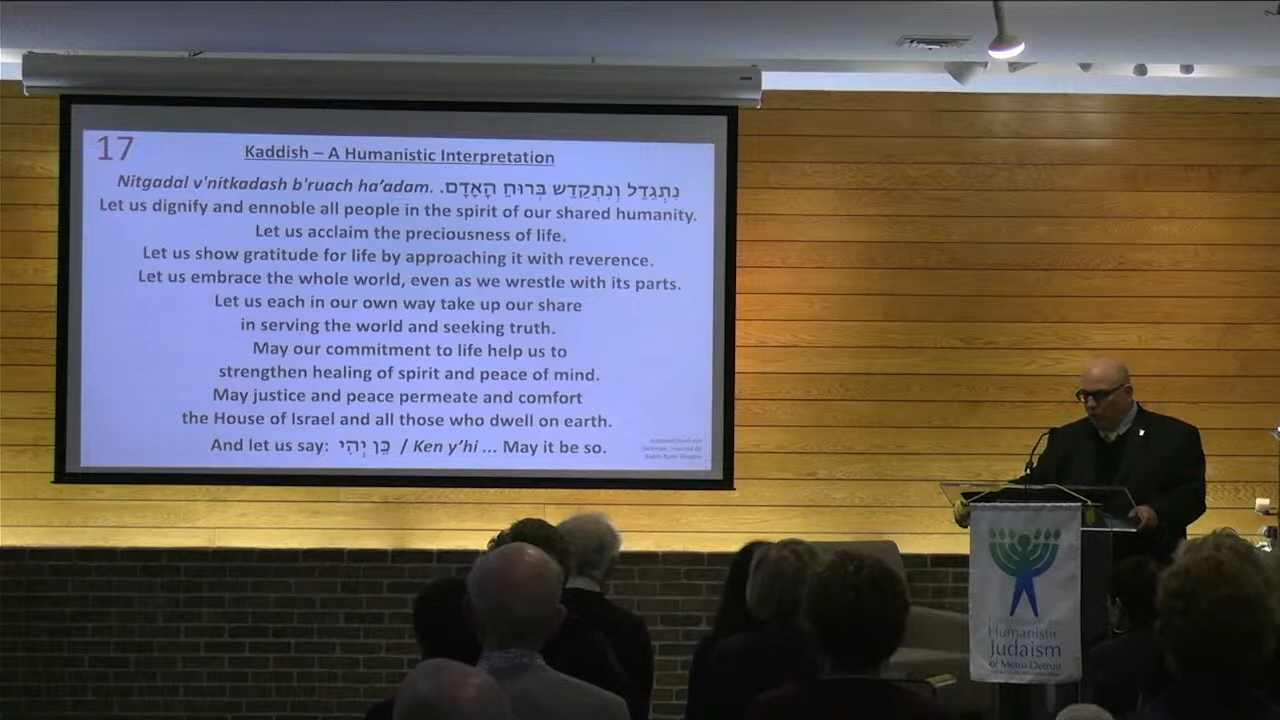 17
Kaddish – A Humanistic Interpretation
Nitgadal v'nitkadash b'ruach ha'adam. נִתְגַּדַּל וְנִתְקַדַּשׁ בְּרוּחַ הָאָדָם.
Let us dignify and ennoble all people in the spirit of our shared humanity.
Let us acclaim the preciousness of life.
Let us show gratitude for life by approaching it with reverence.
Let us embrace the whole world, even as we wrestle with its parts.
Let us each in our own way take up our share
in serving the world and seeking truth.
May our commitment to life help us to
strengthen healing of spirit and peace of mind.
May justice and peace permeate and comfort
the House of Israel and all those who dwell on earth.
And let us say: כֵּן יְהִי / Ken y'hi ... May it be so.
Humanistic
Judaism
of Metro Detroit